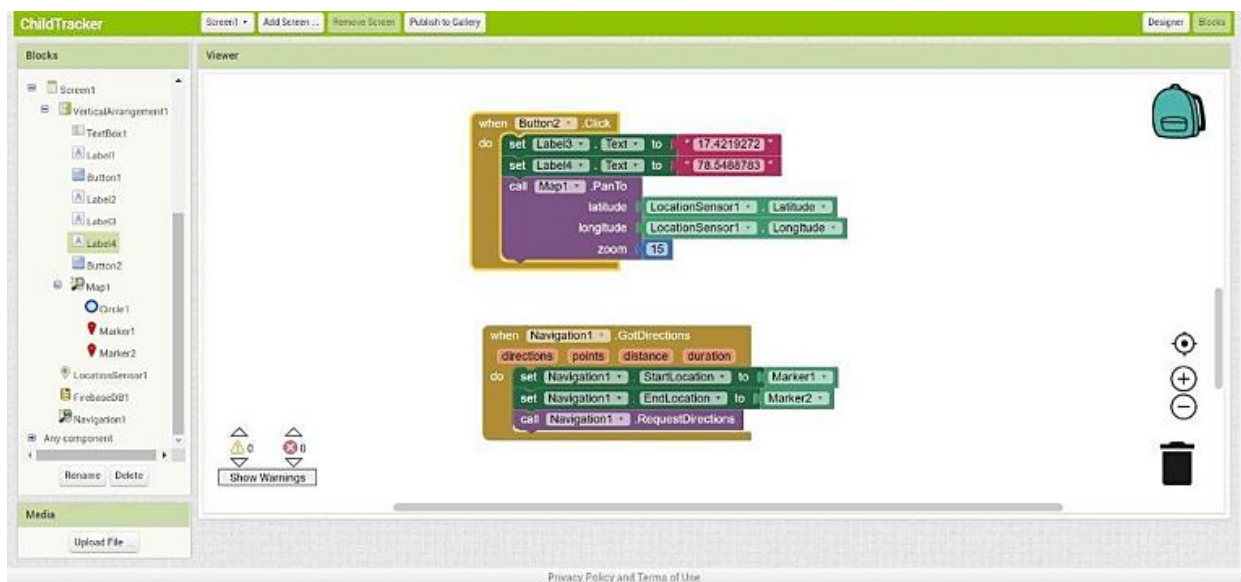 ChildTracker Screen1 Add Screen ... Remove Screen Publish to Gallery Designer Blocks
Blocks
Viewer
Screen1
VerticalArrangement1
TextBox1
Label1
Button1
Label2
Label3
Label4
Button2
Map1
Circle1
Marker1
Marker2
LocationSensor1
FirebaseDB1
Navigation1
Any component
Rename Delete
Media
Upload File ...
when Button2 .Click
do set Label3 . Text to " 17.4219272 "
set Label4 . Text to " 78.5488783 "
call Map1 .PanTo
latitude LocationSensor1 . Latitude
longitude LocationSensor1 . Longitude
zoom 15
when Navigation1 .GotDirections
directions points distance duration
do set Navigation1 . StartLocation to Marker1
set Navigation1 . EndLocation to Marker2
call Navigation1 .RequestDirections
0 0
Show Warnings
Privacy Policy and Terms of Use